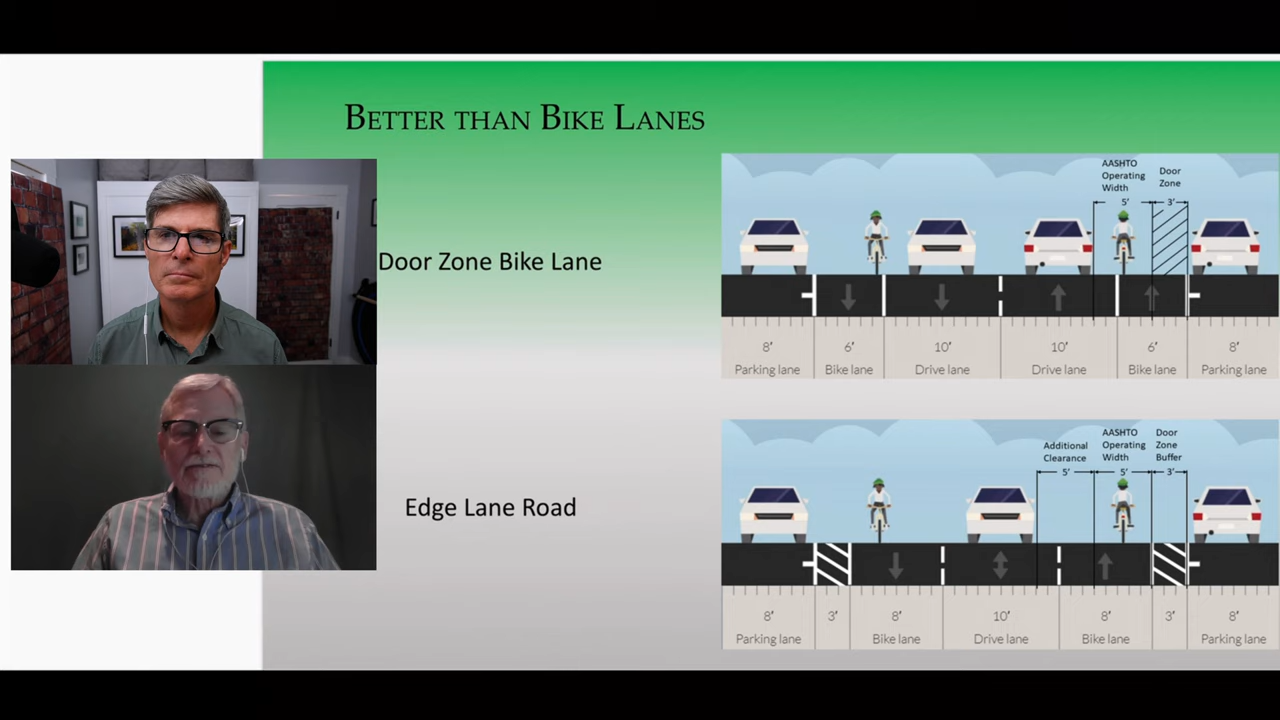 BETTER THAN BIKE LANES
Door Zone Bike Lane
AASHTO
Operating
Width
Door
Zone
5' 3'
8' 6' 10' 10' 6' 8'
Parking lane Bike lane Drive lane Drive lane Bike lane Parking lane
Edge Lane Road
Additional
Clearance
AASHTO
Operating
Width
Door
Zone
Buffer
5' 5' 3'
8' 3' 8' 10' 8' 3' 8'
Parking lane Bike lane Drive lane Bike lane Parking lane